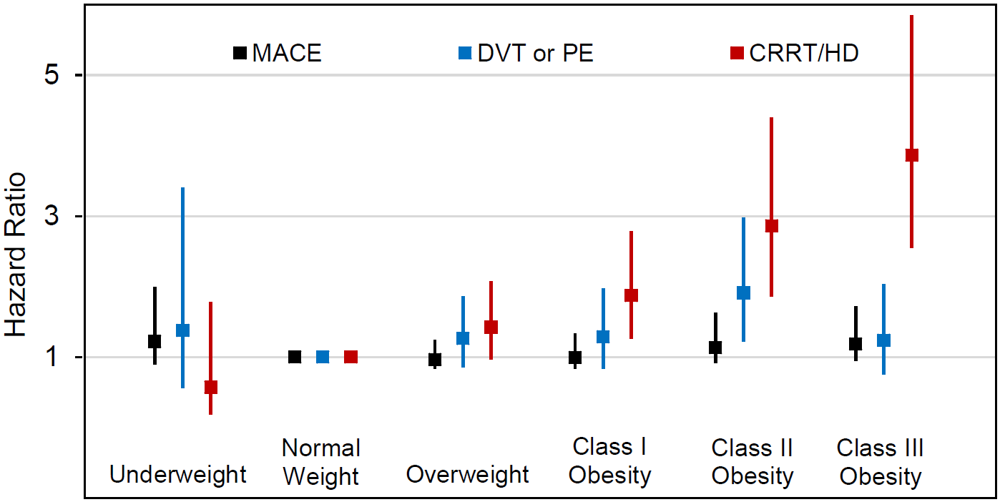 MACE
DVT or PE
CRRT/HD
Hazard Ratio
5
3
1
Underweight
Normal
Weight
Overweight
Class I
Obesity
Class II
Obesity
Class III
Obesity